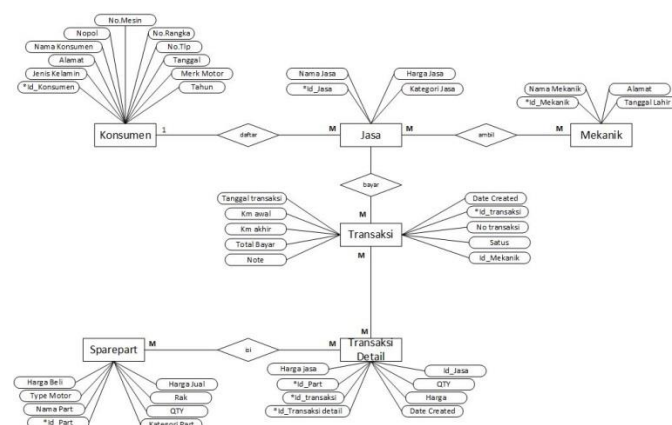 No.Mesin
Nopol
No.Rangka
Nama Konsumen
No.Tlp
Alamat
Tanggal
Jenis Kelamin
Merk Motor
*Id_Konsumen
Tahun
Nama Jasa
Harga Jasa
*Id_Jasa
Kategori Jasa
Nama Mekanik
Alamat
*Id_Mekanik
Tanggal Lahir
Konsumen
1
daftar
M
Jasa
M
ambil
M
Mekanik
bayar
M
Tanggal transaksi
Km awal
Km akhir
Total Bayar
Note
Transaksi
M
Date Created
*Id_transaksi
No transaksi
Satus
Id_Mekanik
Sparepart
M
isi
M
M
Transaksi
Detail
Harga Beli
Type Motor
Nama Part
*Id_Part
Harga Jual
Rak
QTY
Kategori Part
Harga jasa
*Id_Part
*Id_transaksi
*Id_Transaksi detail
Id_Jasa
QTY
Harga
Date Created